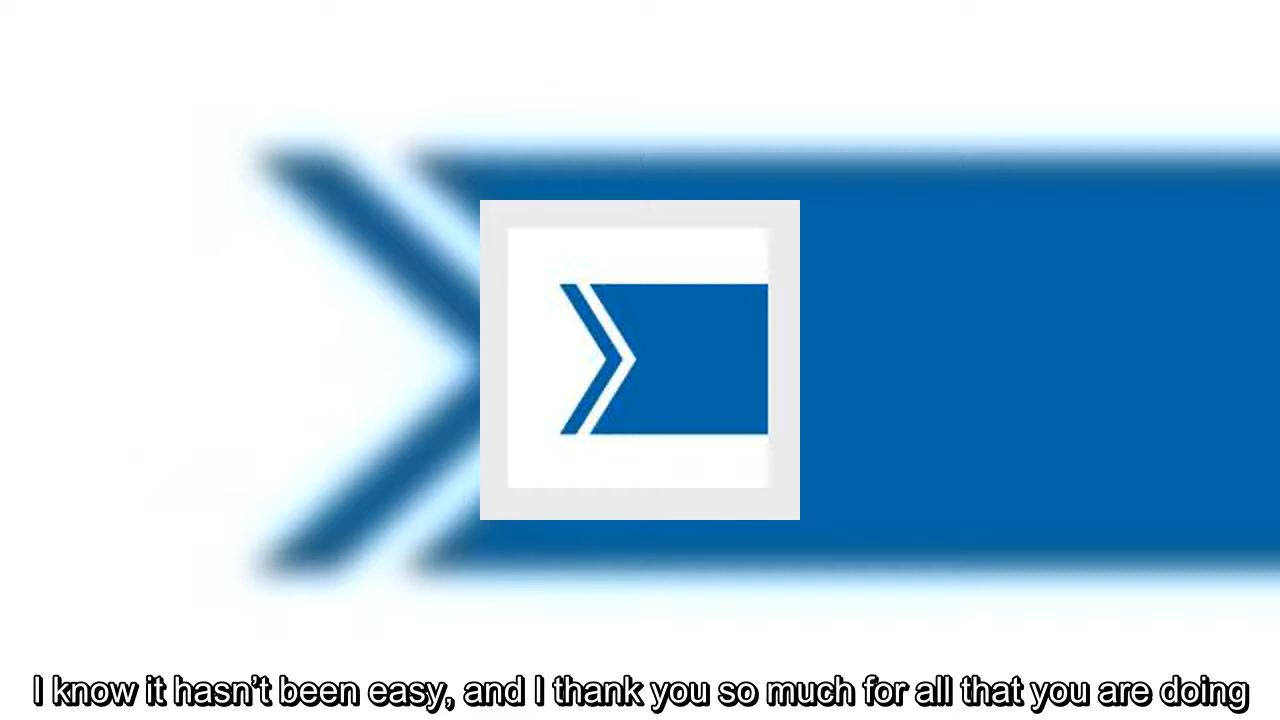 I know it hasn't been easy, and I thank you so much for all that you are doing